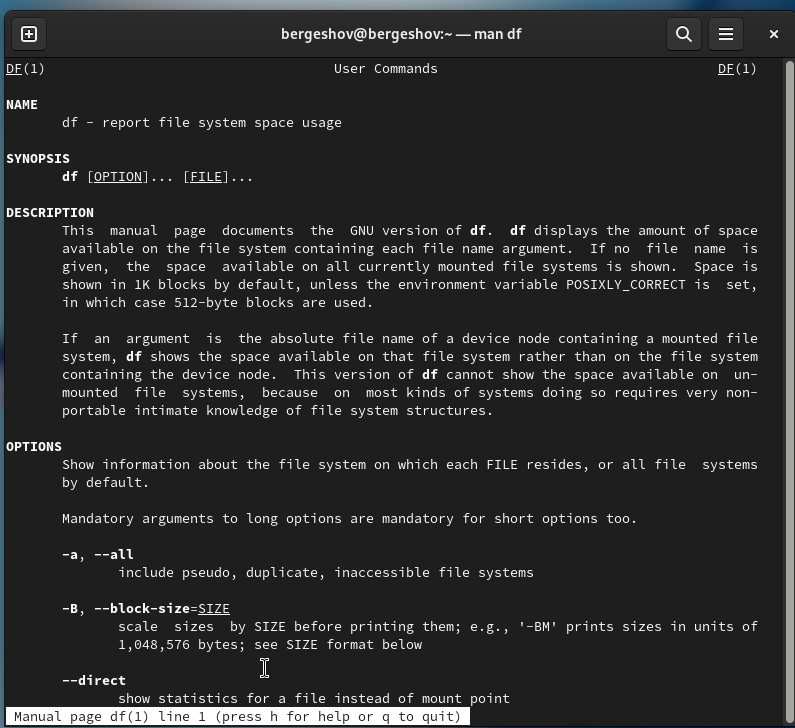 bergeshov@bergeshov:~ — man df
DF(1) User Commands DF(1)
NAME
df - report file system space usage
SYNOPSIS
df [OPTION]... [FILE]...
DESCRIPTION
This manual page documents the GNU version of df. df displays the amount of space
available on the file system containing each file name argument. If no file name is
given, the space available on all currently mounted file systems is shown. Space is
shown in 1K blocks by default, unless the environment variable POSIXLY_CORRECT is set,
in which case 512-byte blocks are used.
If an argument is the absolute file name of a device node containing a mounted file
system, df shows the space available on that file system rather than on the file system
containing the device node. This version of df cannot show the space available on un-
mounted file systems, because on most kinds of systems doing so requires very non-
portable intimate knowledge of file system structures.
OPTIONS
Show information about the file system on which each FILE resides, or all file systems
by default.
Mandatory arguments to long options are mandatory for short options too.
-a, --all
include pseudo, duplicate, inaccessible file systems
-B, --block-size=SIZE
scale sizes by SIZE before printing them; e.g., '-BM' prints sizes in units of
1,048,576 bytes; see SIZE format below
--direct
show statistics for a file instead of mount point
Manual page df(1) line 1 (press h for help or q to quit)